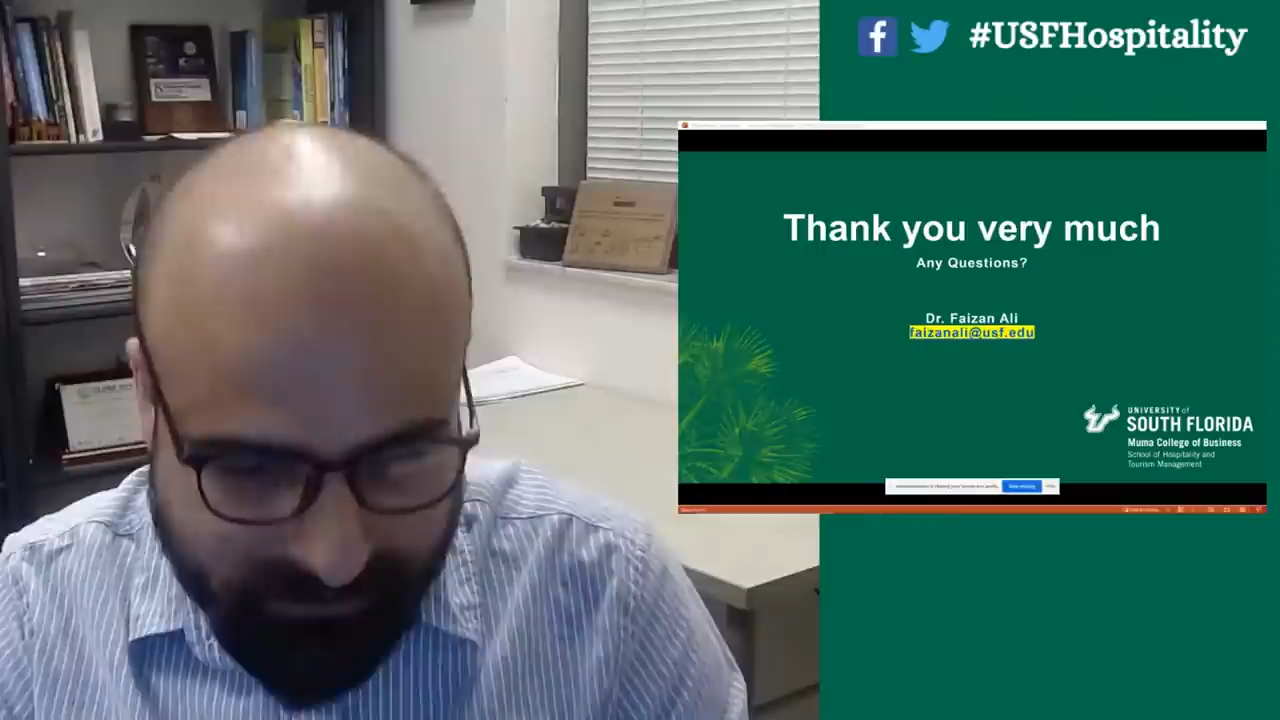 #USFHospitality
Thank you very much
Any Questions?
Dr. Faizan Ali
faizanali@usf.edu
UNIVERSITY of
SOUTH FLORIDA
Muma College of Business
School of Hospitality and
Tourism Management